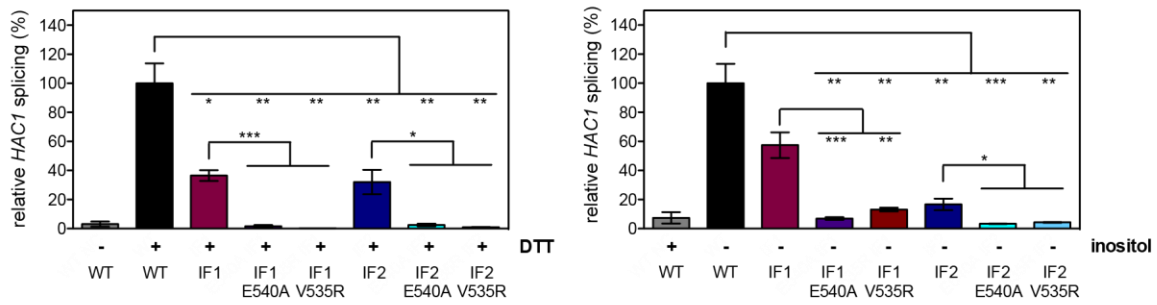 relative HAC1 splicing (%)
140
120
100
80
60
40
20
0
* ** ** ** ** **
*** *
- + + + + + + + DTT
WT WT IF1 IF1 IF1 IF2 IF2 IF2
E540A V535R E540A V535R
relative HAC1 splicing (%)
140
120
100
80
60
40
20
0
** ** ** *** **
*** **
*
+ - - - - - - - inositol
WT WT IF1 IF1 IF1 IF2 IF2 IF2
E540A V535R E540A V535R